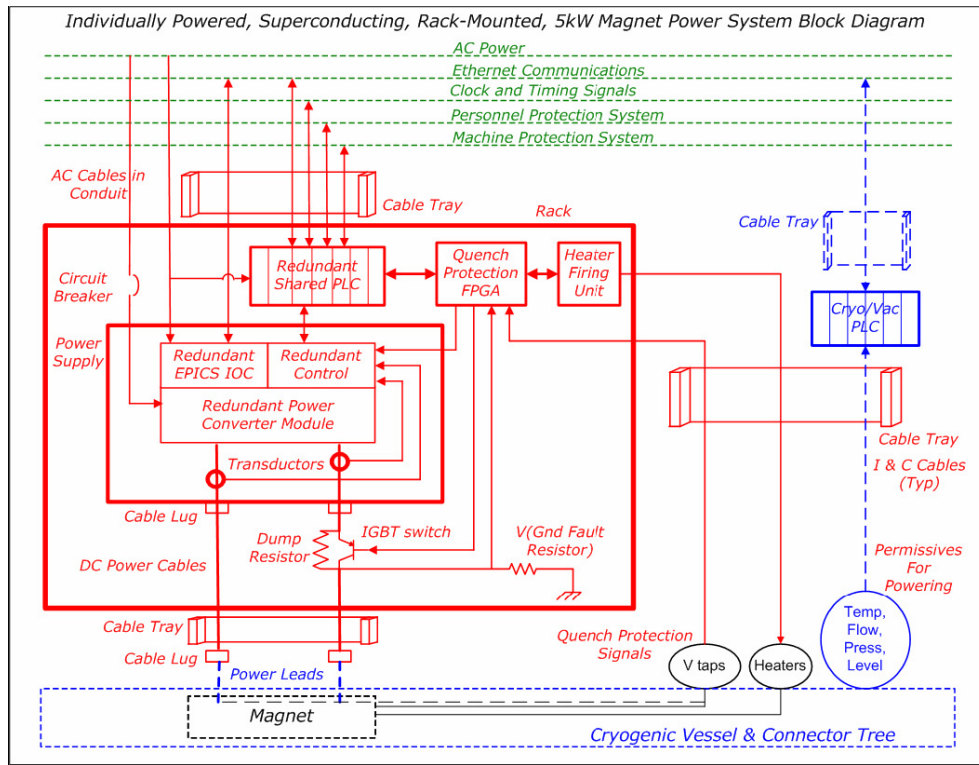 Individually Powered, Superconducting, Rack-Mounted, 5kW Magnet Power System Block Diagram
AC Power
Ethernet Communications
Clock and Timing Signals
Personnel Protection System
Machine Protection System
AC Cables in
Conduit
Cable Tray
Rack
Cable Tray
Circuit
Breaker
Redundant
Shared PLC
Quench
Protection
FPGA
Heater
Firing
Unit
Cryo/Vac
PLC
Power
Supply
Redundant
EPICS IOC
Redundant
Control
Redundant Power
Converter Module
Transductors
Cable Tray
I & C Cables
(Typ)
Cable Lug
Dump
Resistor
IGBT switch
V(Gnd Fault
Resistor)
DC Power Cables
Permissives
For
Powering
Temp,
Flow,
Press,
Level
Cable Tray
Quench Protection
Signals
V taps
Heaters
Cable Lug
Power Leads
Magnet
Cryogenic Vessel & Connector Tree